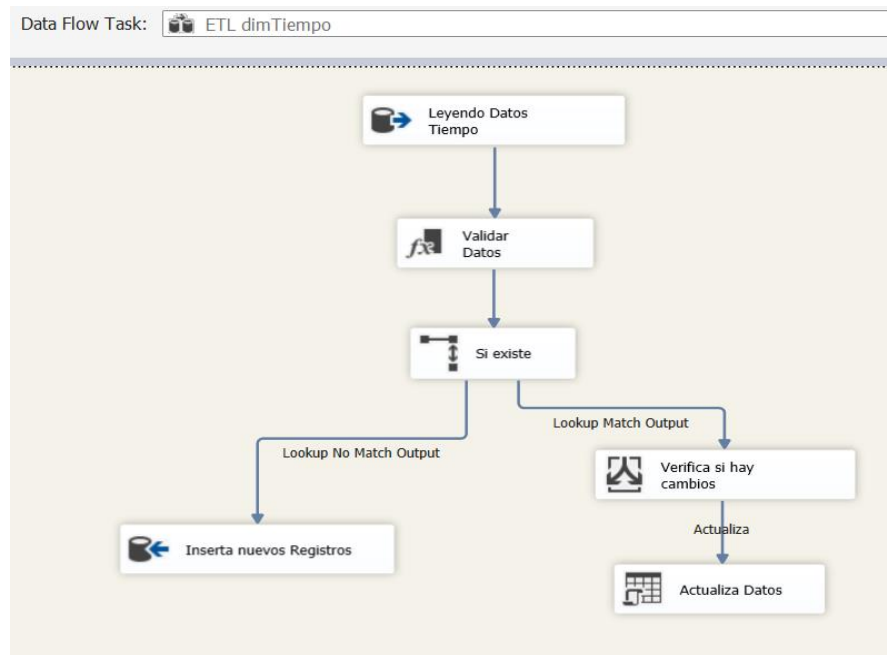 Data Flow Task: ETL dimTiempo
Leyendo Datos
Tiempo
Validar
Datos
Si existe
Lookup Match Output
Lookup No Match Output
Verifica si hay
cambios
Actualiza
Inserta nuevos Registros
Actualiza Datos